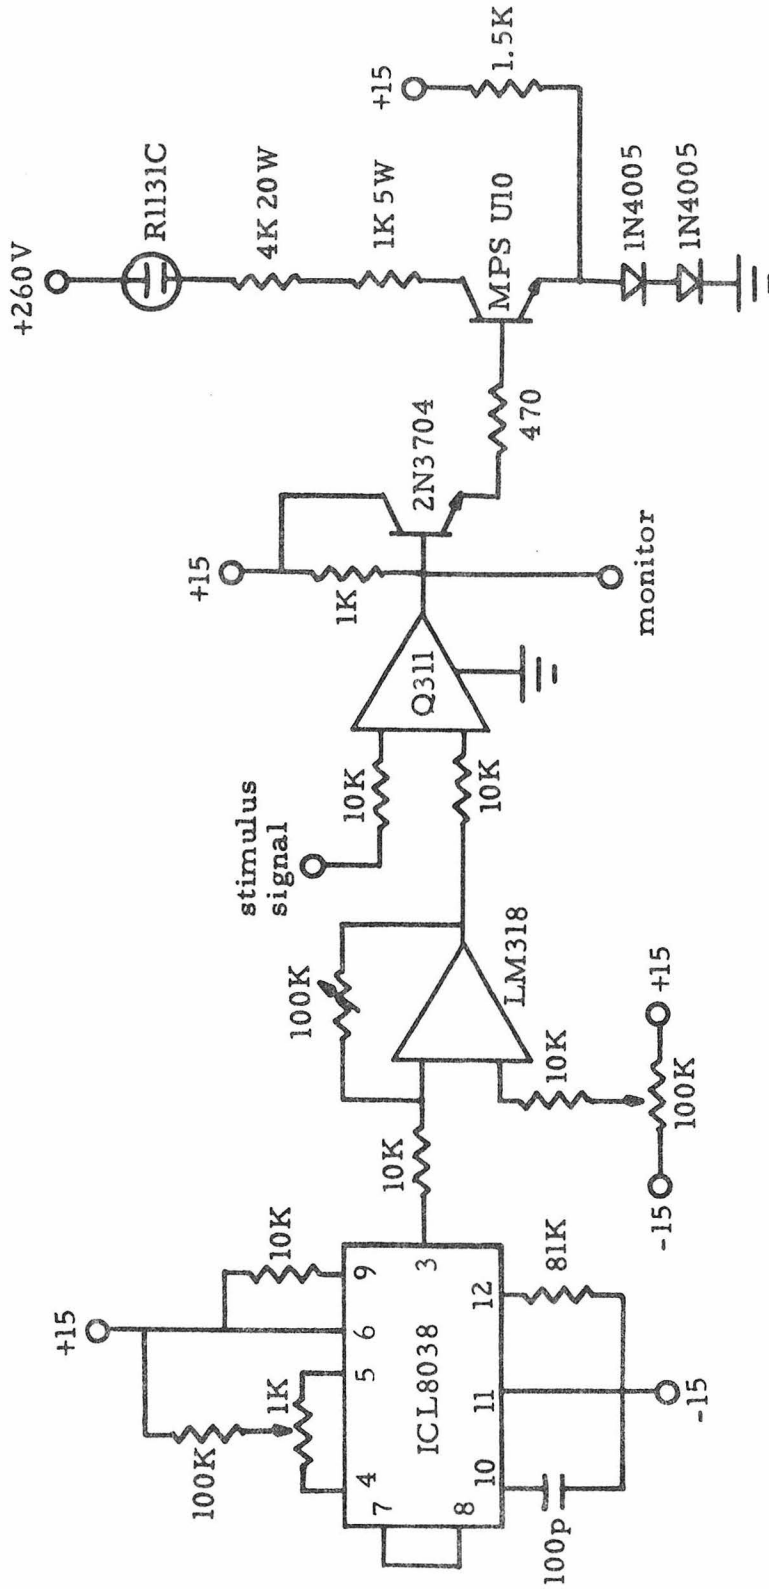 +15
100K
1K
10K
4
5
6
9
7
8
ICL8038
3
10
11
12
100p
81K
-15
10K
100K
LM318
10K
-15
100K
+15
stimulus
signal
10K
10K
Q311
+15
1K
2N3704
monitor
470
+260V
R1131C
4K 20W
1K 5W
MPS U10
+15
1.5K
1N4005
1N4005